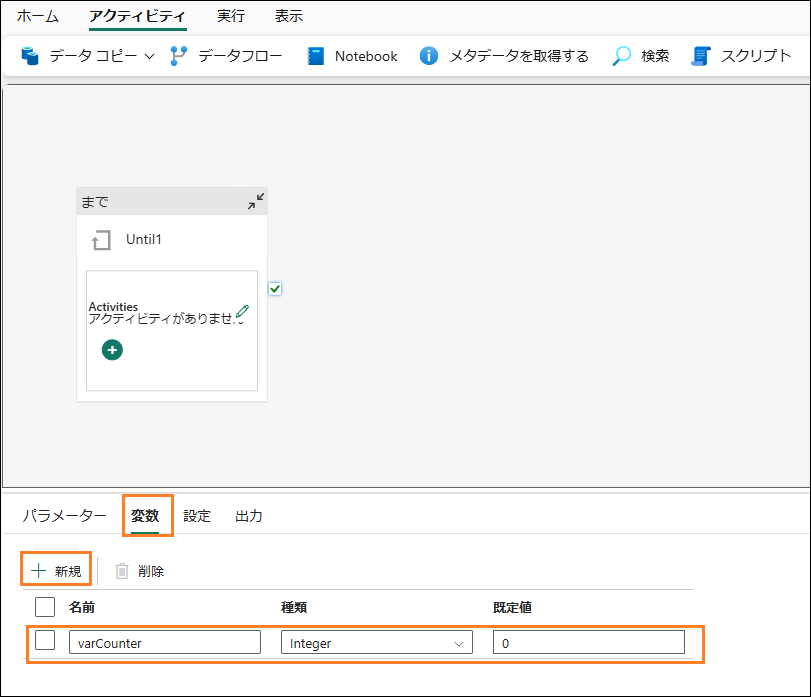 ホーム アクティビティ 実行 表示
データ コピー データフロー Notebook メタデータを取得する 検索 スクリプト
まで
Until1
Activities
アクティビティがありません
パラメーター 変数 設定 出力
新規 削除
名前 種類 既定値
varCounter Integer 0